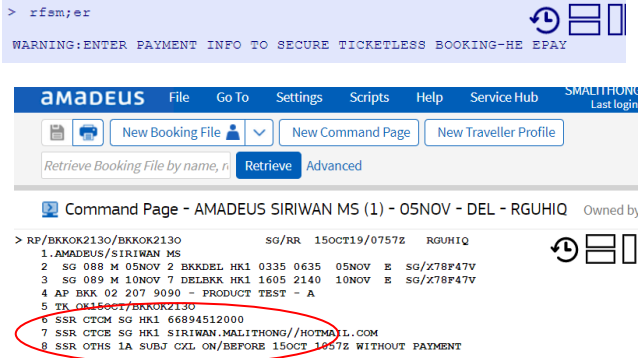 > rfsm;er
WARNING:ENTER PAYMENT INFO TO SECURE TICKETLESS BOOKING-HE EPAY
amadeus File Go To Settings Scripts Help Service Hub SMALITHONG
Last login
New Booking File New Command Page New Traveller Profile
Retrieve Booking File by name, r Retrieve Advanced
Command Page - AMADEUS SIRIWAN MS (1) - 05NOV - DEL - RGUHIQ Owned by
> RP/BKKOK213O/BKKOK213O SG/RR 15OCT19/0757Z RGUHIQ
1.AMADEUS/SIRIWAN MS
2 SG 088 M 05NOV 2 BKKDEL HK1 0335 0635 05NOV E SG/X78F47V
3 SG 089 M 10NOV 7 DELBKK HK1 1605 2140 10NOV E SG/X78F47V
4 AP BKK 02 207 9090 - PRODUCT TEST - A
5 TK OK15OCT/BKKOK213O
6 SSR CTCM SG HK1 66894512000
7 SSR CTCE SG HK1 SIRIWAN.MALITHONG//HOTMAIL.COM
8 SSR OTHS 1A SUBJ CXL ON/BEFORE 15OCT 1057Z WITHOUT PAYMENT